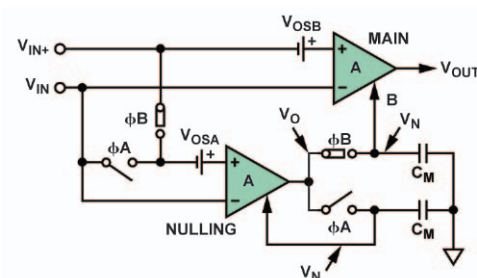 VIN+
VIN
VOSB
+
+
MAIN
A
−
VOUT
B
φB
VOSA
φA
+
+
A
−
NULLING
VO
φB
VN
CM
φA
CM
VN